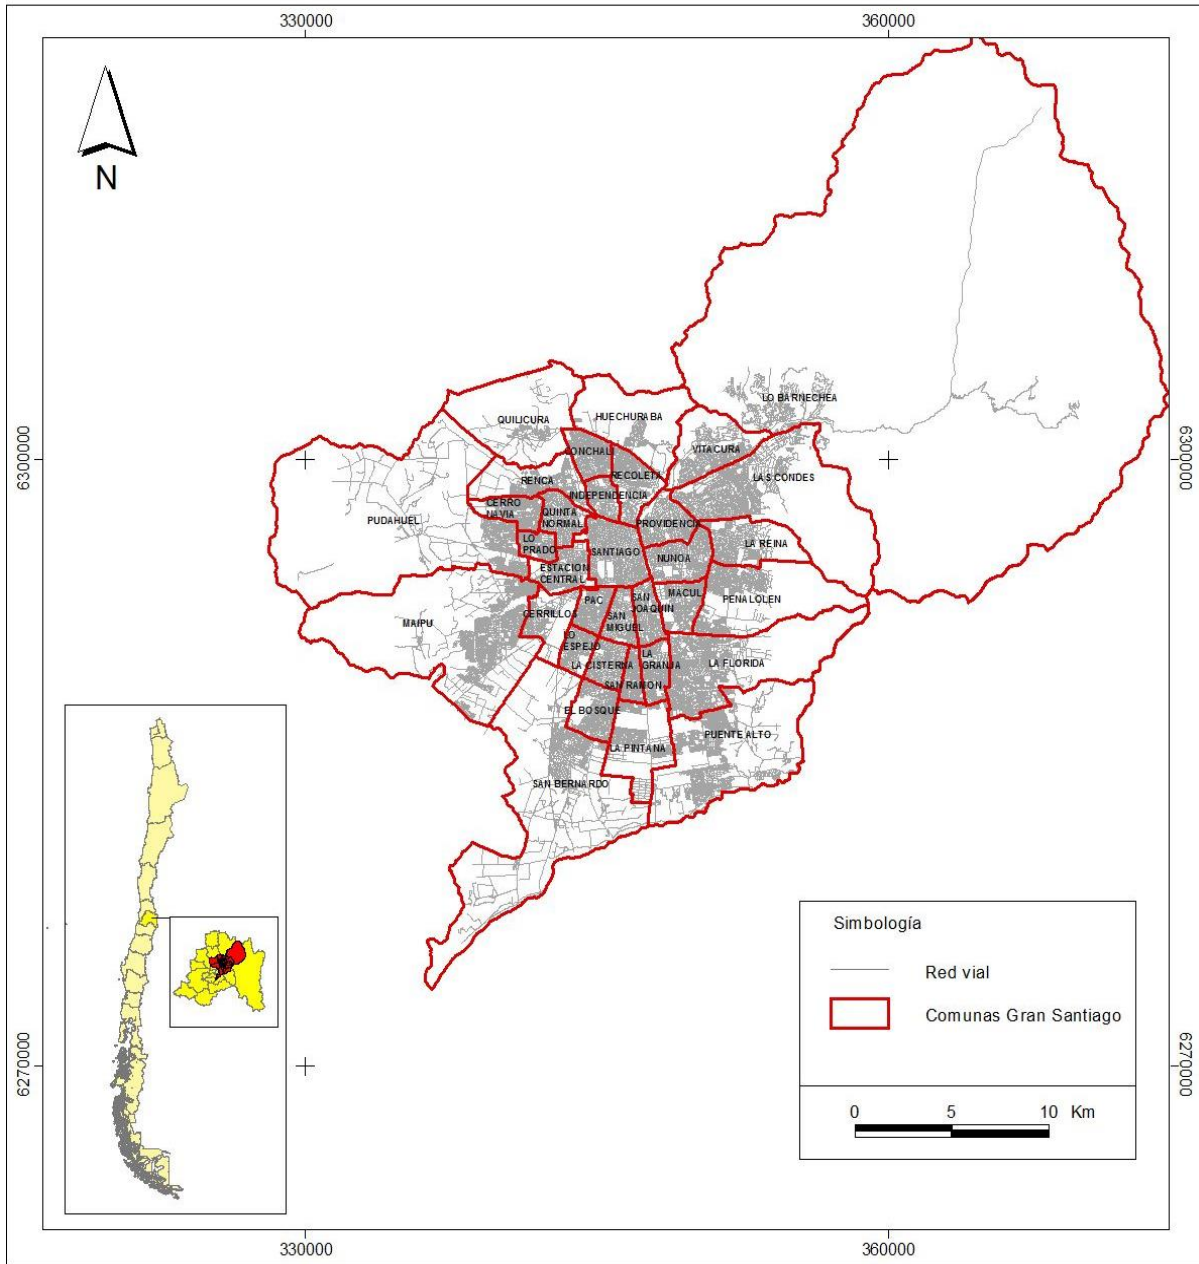 330000
360000
N
LO BARNECHEA
QUILICURA
HUECHURABA
CONCHALI
VITACURA
6300000
6300000
RECOLETA
LAS CONDES
RENCA
INDEPENDENCIA
CERRO
NAVIA
QUINTA
NORMAL
PUDAHUEL
PROVIDENCIA
LO
PRADO
SANTIAGO
LA REINA
NUNOA
ESTACION
CENTRAL
MACUL
PENALOLEN
PAC
SAN
JOAQUIN
CERRILLOS
SAN
MIGUEL
MAIPU
LO
ESPEJO
LA CISTERNA
LA
GRANJA
LA FLORIDA
SAN RAMON
EL BOSQUE
PUENTE ALTO
LA PINTANA
SAN BERNARDO
Simbología
Red vial
Comunas Gran Santiago
6270000
6270000
0 5 10 Km
330000
360000